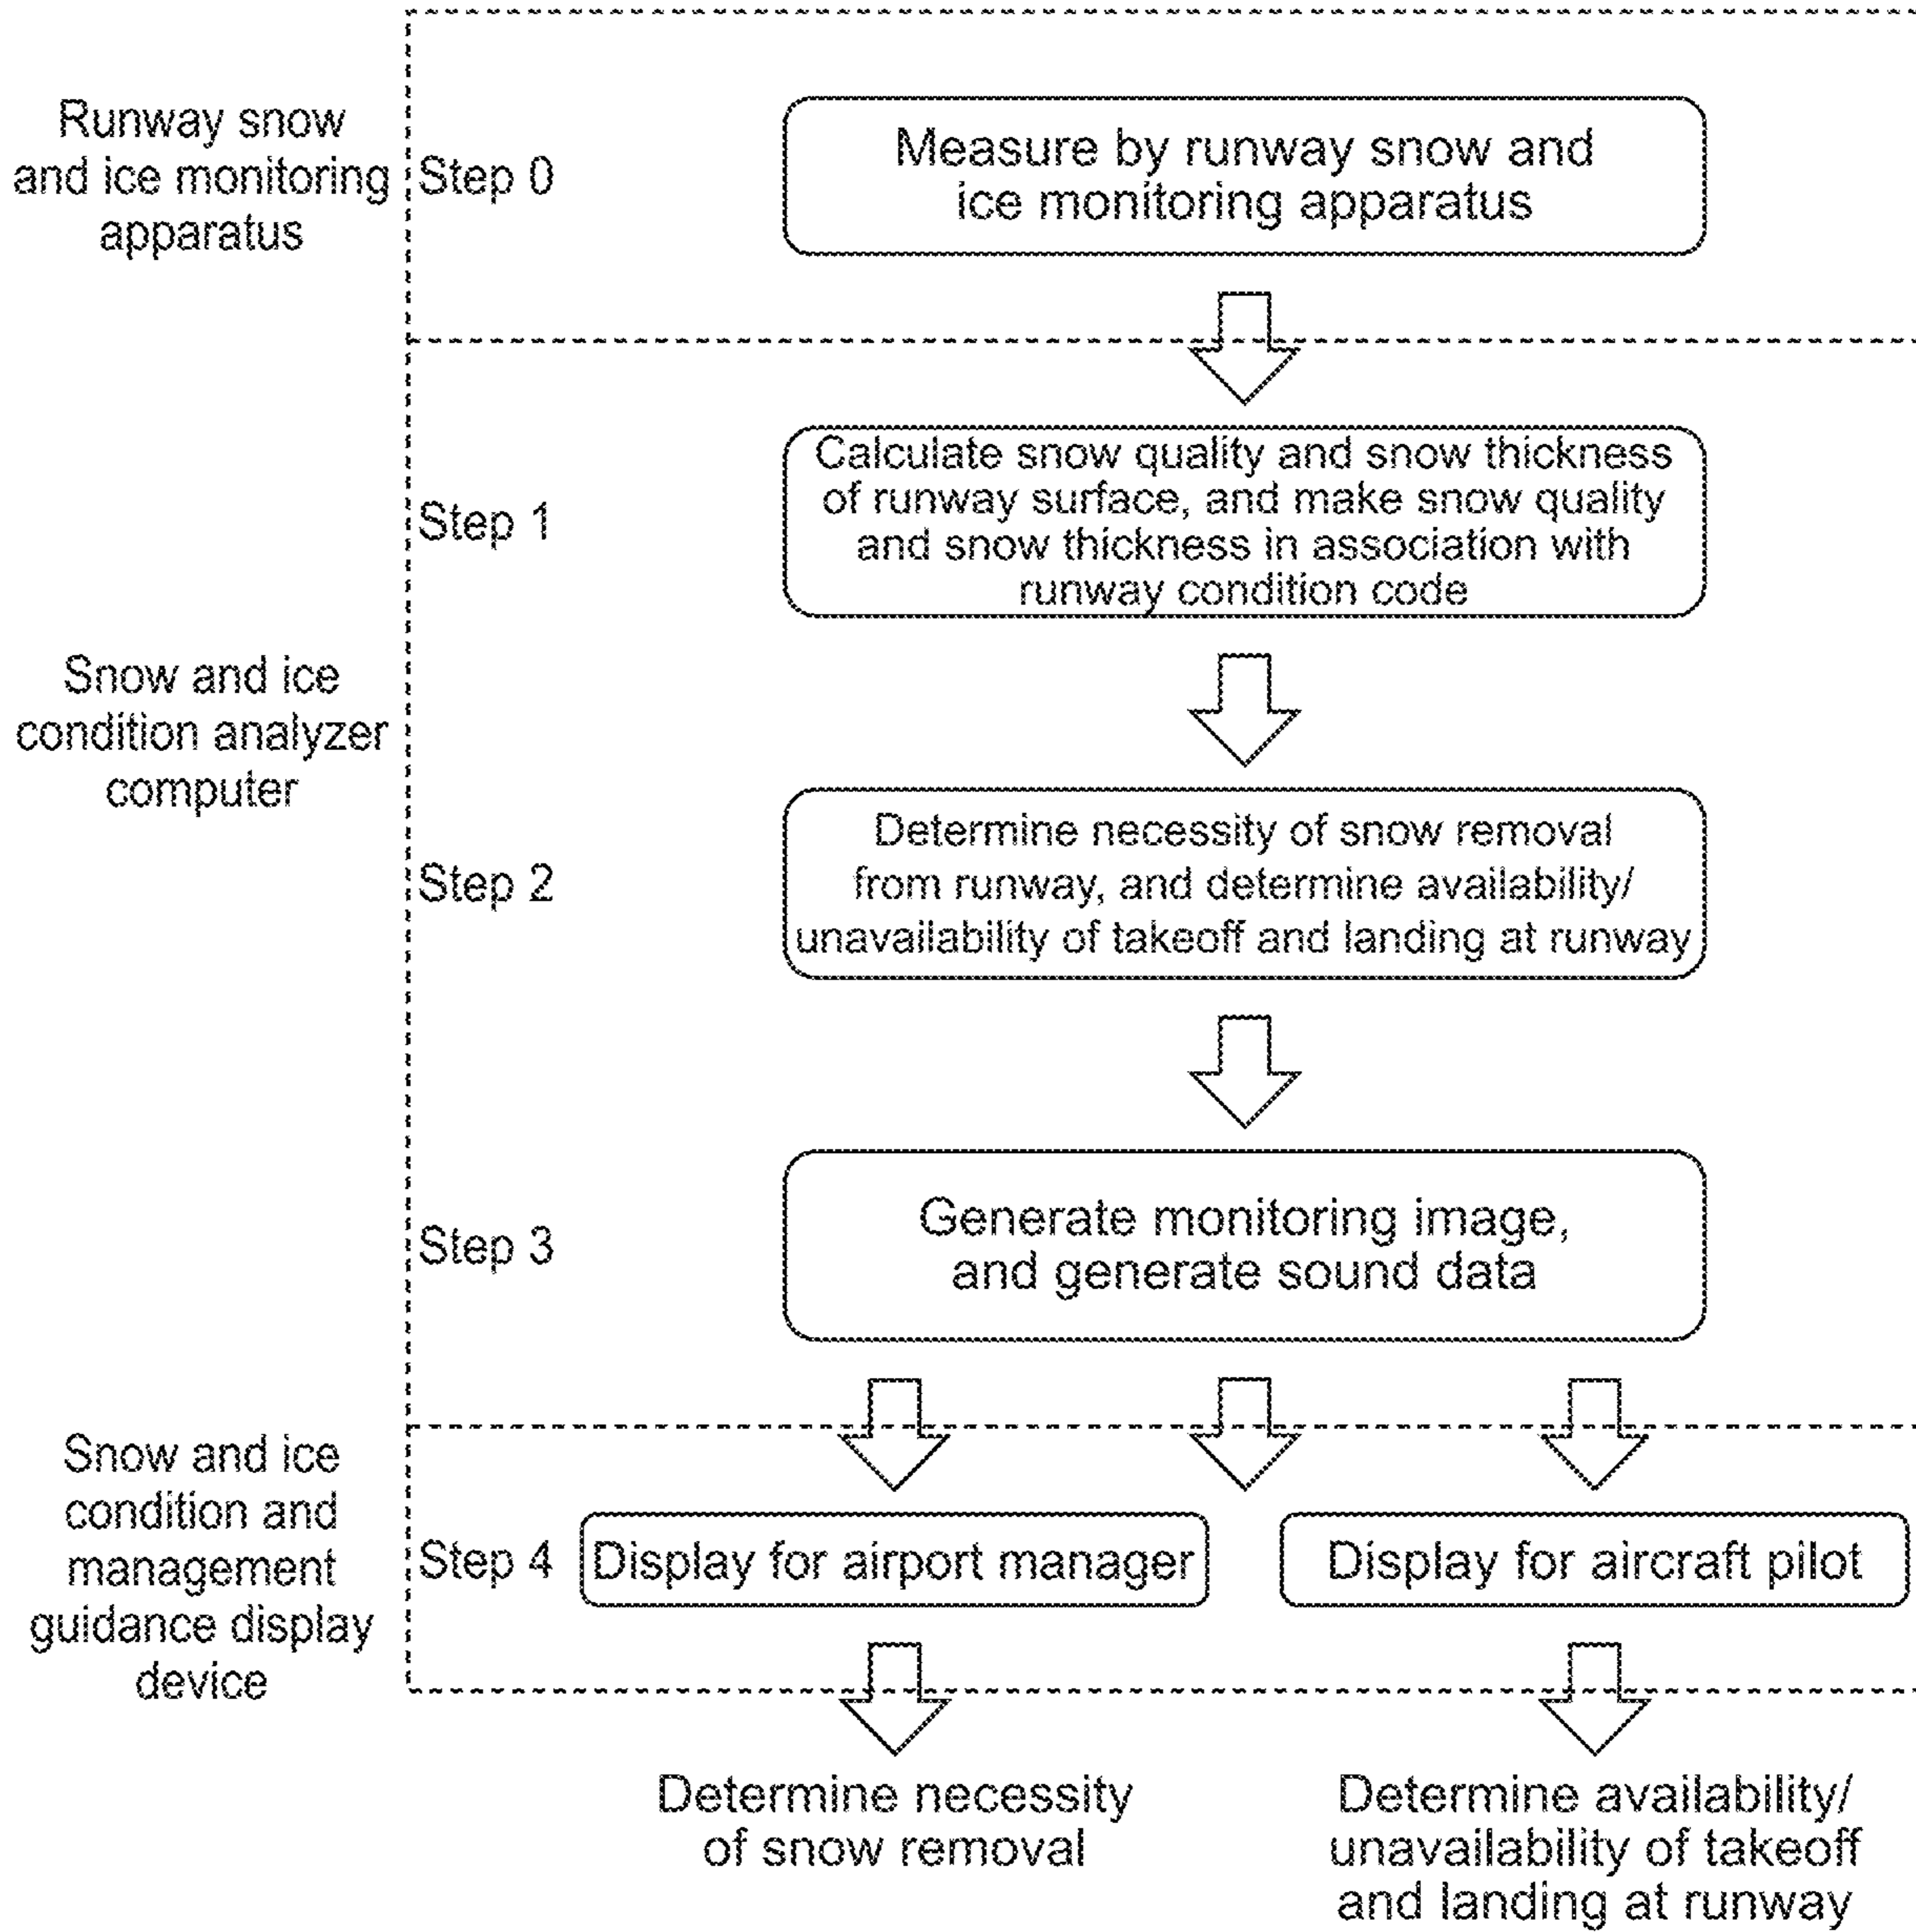 Runway snow
and ice monitoring
apparatus
Step 0
Measure by runway snow and
ice monitoring apparatus
Snow and ice
condition analyzer
computer
Step 1
Calculate snow quality and snow thickness
of runway surface, and make snow quality
and snow thickness in association with
runway condition code
Step 2
Determine necessity of snow removal
from runway, and determine availability/
unavailability of takeoff and landing at runway
Step 3
Generate monitoring image,
and generate sound data
Snow and ice
condition and
management
guidance display
device
Step 4
Display for airport manager
Display for aircraft pilot
Determine necessity
of snow removal
Determine availability/
unavailability of takeoff
and landing at runway